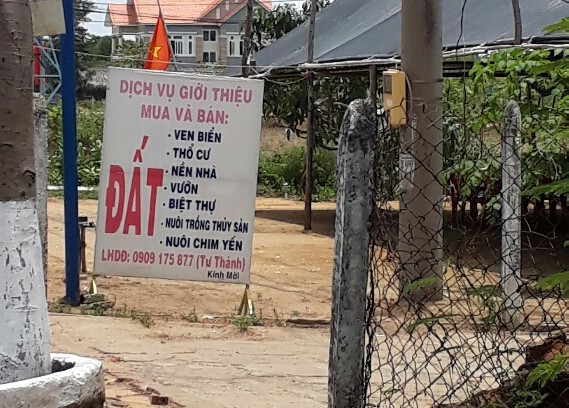 DỊCH VỤ GIỚI THIỆU
MUA VÀ BÁN:
ĐẤT
• VEN BIỂN
• THỔ CƯ
• NỀN NHÀ
• VƯỜN
• BIỆT THỰ
• NUÔI TRỒNG THỦY SẢN
• NUÔI CHIM YẾN
LHDĐ: 0909 175 877 (Tư Thành)
Kính Mời